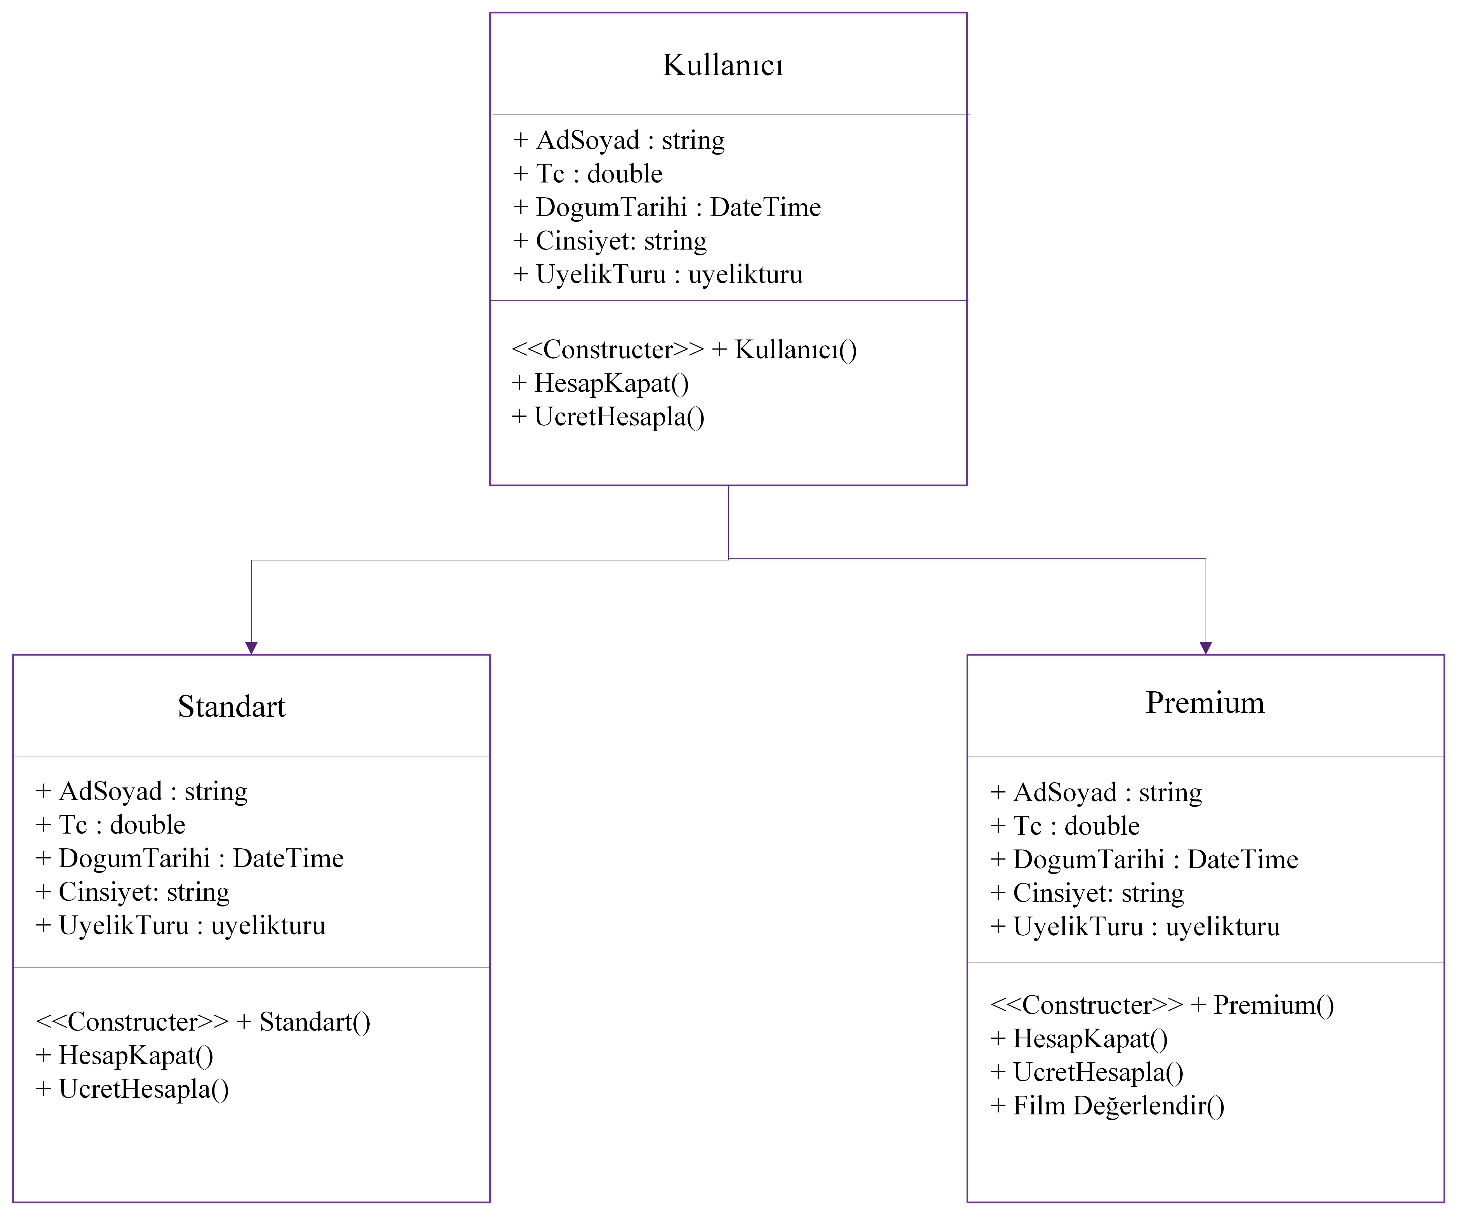 Kullanıcı
+ AdSoyad : string
+ Tc : double
+ DogumTarihi : DateTime
+ Cinsiyet: string
+ UyelikTuru : uyelikturu
<<Constructer>> + Kullanıcı()
+ HesapKapat()
+ UcretHesapla()
Standart
+ AdSoyad : string
+ Tc : double
+ DogumTarihi : DateTime
+ Cinsiyet: string
+ UyelikTuru : uyelikturu
<<Constructer>> + Standart()
+ HesapKapat()
+ UcretHesapla()
Premium
+ AdSoyad : string
+ Tc : double
+ DogumTarihi : DateTime
+ Cinsiyet: string
+ UyelikTuru : uyelikturu
<<Constructer>> + Premium()
+ HesapKapat()
+ UcretHesapla()
+ Film Değerlendir()